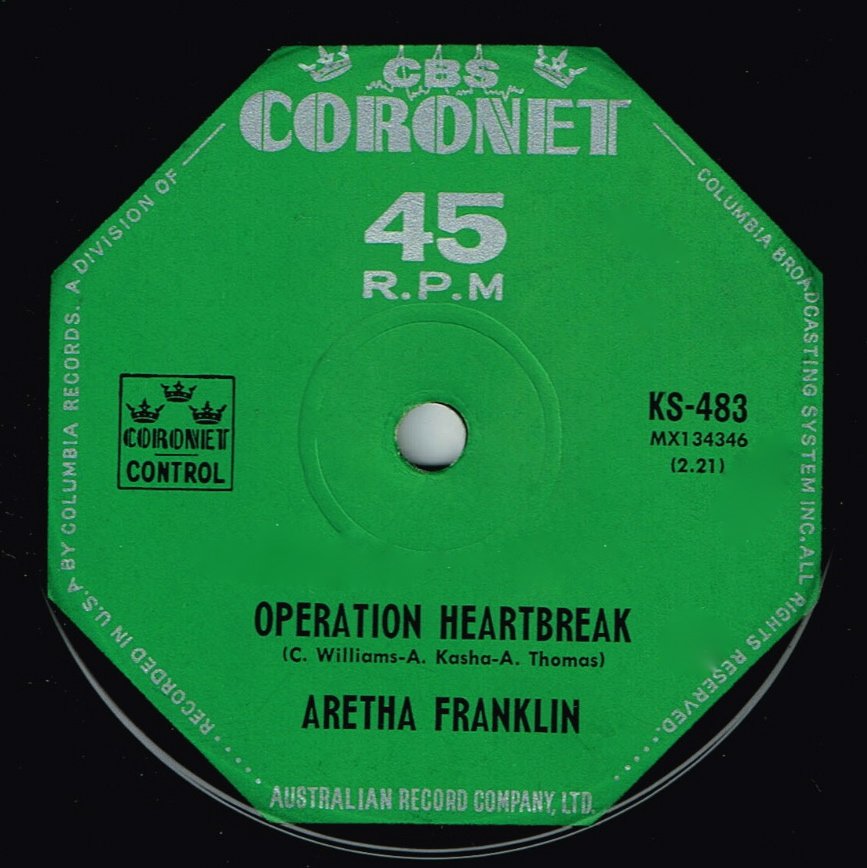 CBS
CORONET
45
R.P.M
CORONET
CONTROL
KS-483
MX134346
(2.21)
OPERATION HEARTBREAK
(C. Williams-A. Kasha-A. Thomas)
ARETHA FRANKLIN
AUSTRALIAN RECORD COMPANY, LTD.
.....RECORDED IN U.S.A BY COLUMBIA RECORDS. A DIVISION OF —
— COLUMBIA BROADCASTING SYSTEM INC. ALL RIGHTS RESERVED.....